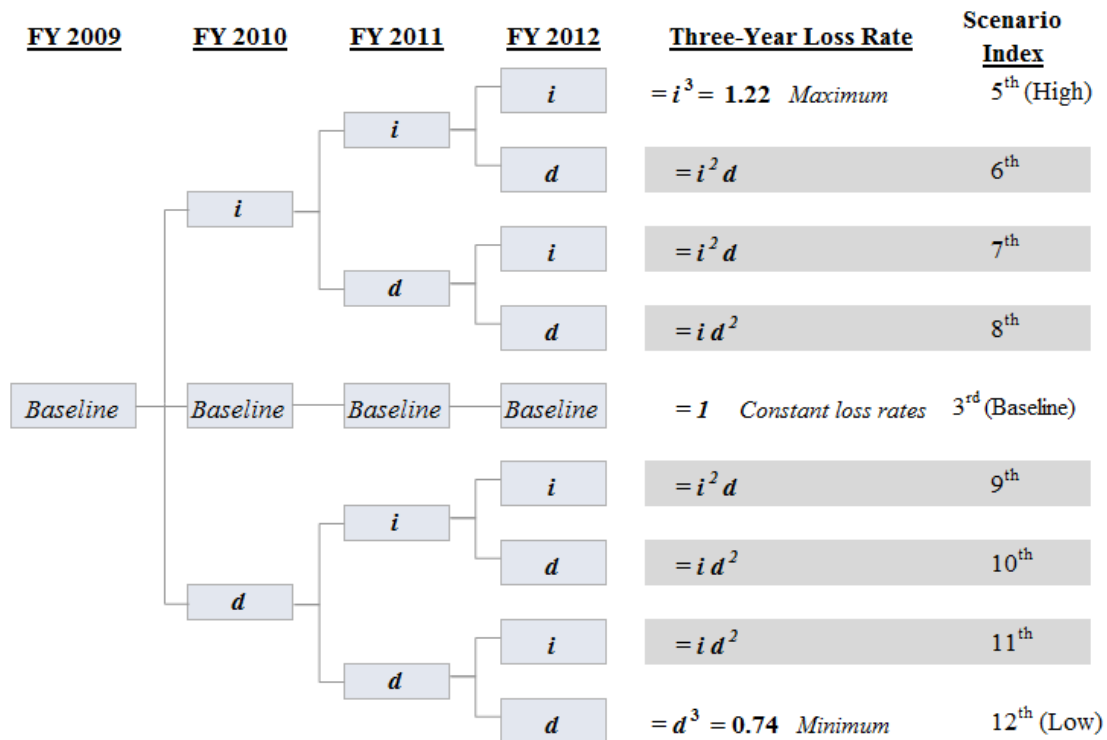 FY 2009 FY 2010 FY 2011 FY 2012 Three-Year Loss Rate Scenario Index
i = i³ = 1.22 Maximum 5th (High)
i
d = i² d 6th
i
i = i² d 7th
d
d = i d² 8th
Baseline Baseline Baseline Baseline = 1 Constant loss rates 3rd (Baseline)
i = i² d 9th
i
d = i d² 10th
d
i = i d² 11th
d
d = d³ = 0.74 Minimum 12th (Low)